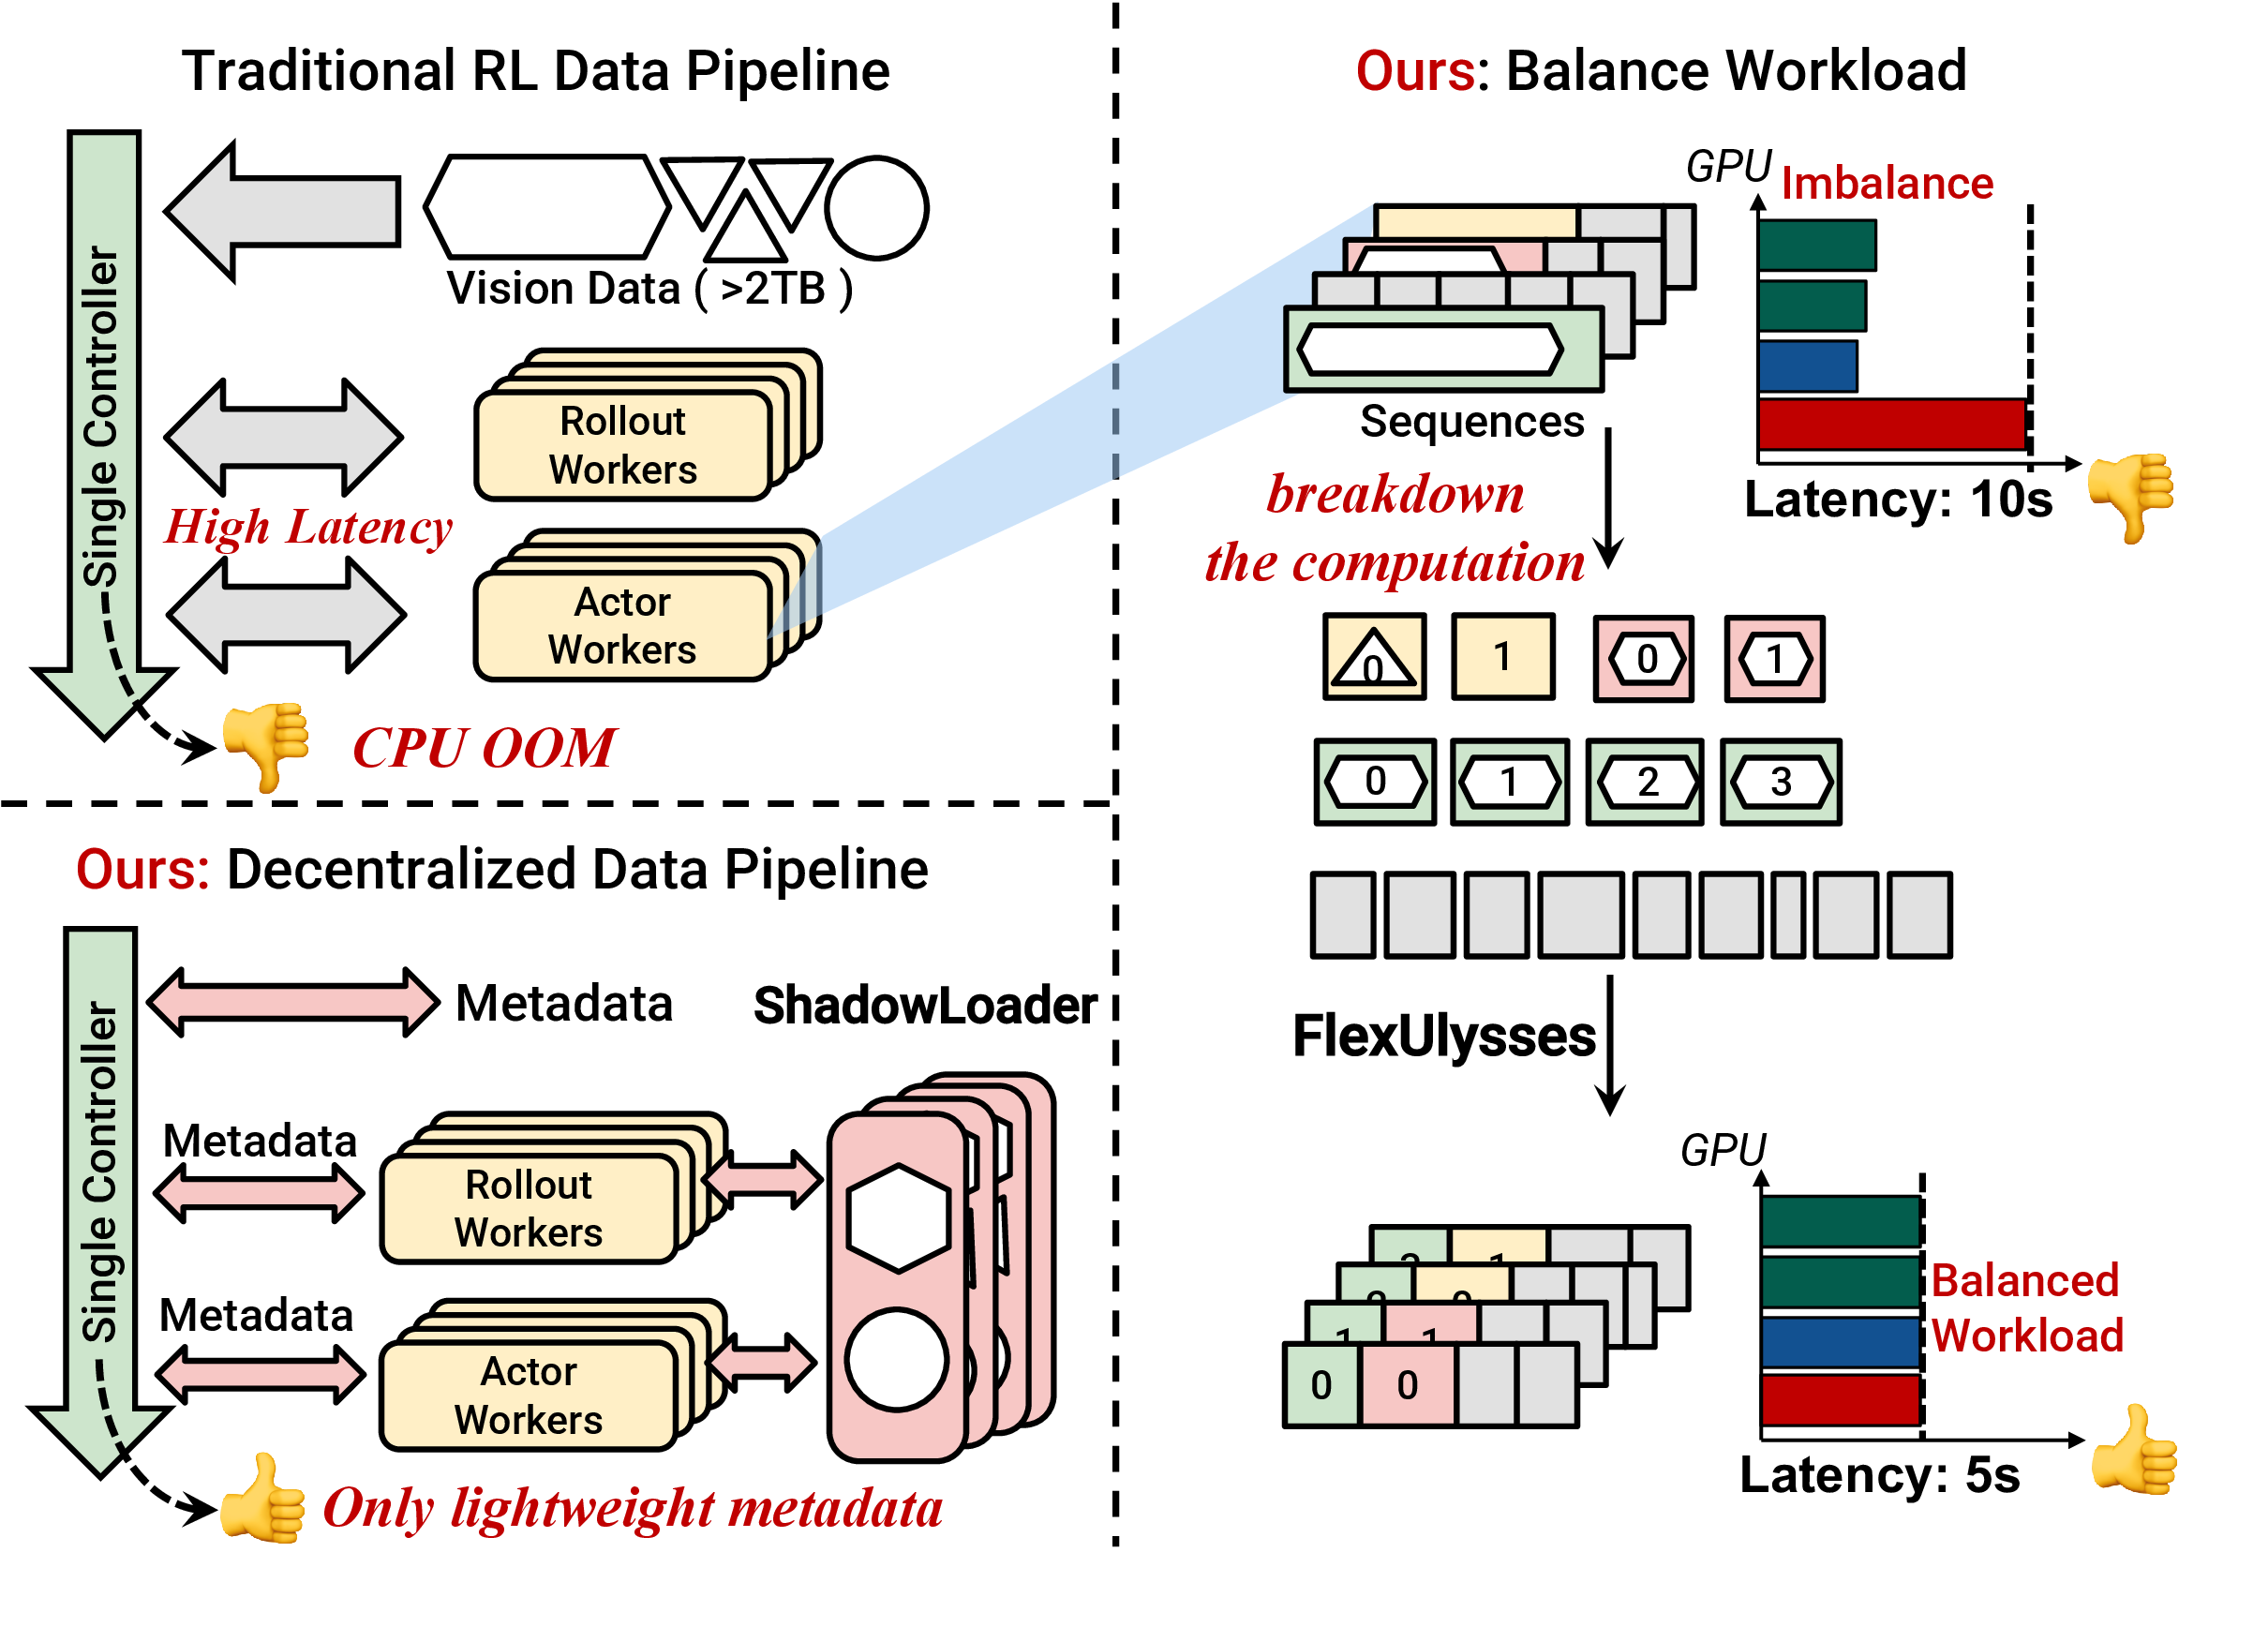 Traditional RL Data Pipeline
Single Controller
Vision Data ( >2TB )
Rollout
Workers
High Latency
Actor
Workers
CPU OOM
Ours: Decentralized Data Pipeline
Single Controller
Metadata
ShadowLoader
Metadata
Rollout
Workers
Metadata
Actor
Workers
Only lightweight metadata
Ours: Balance Workload
GPU
Imbalance
Sequences
Latency: 10s
breakdown
the computation
0 1 0 1
0 1 2 3
FlexUlysses
GPU
1 1
0 0
Balanced
Workload
Latency: 5s